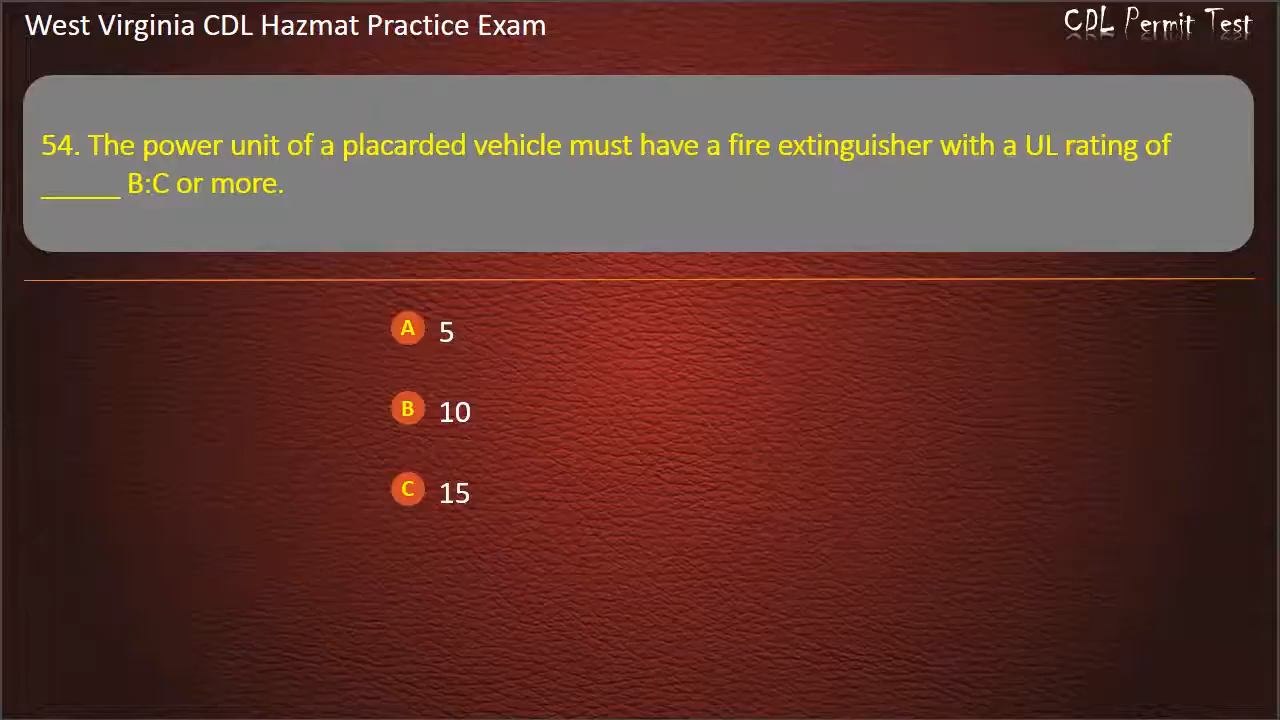 West Virginia CDL Hazmat Practice Exam
CDL Permit Test
54. The power unit of a placarded vehicle must have a fire extinguisher with a UL rating of
_____ B:C or more.
A 5
B 10
C 15